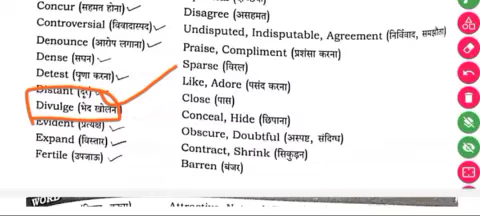 Concur (सहमत होना)
Disagree (असहमत)
Controversial (विवादास्पद)
Undisputed, Indisputable, Agreement (निर्विवाद, समझौता)
Denounce (आरोप लगाना)
Praise, Compliment (प्रशंसा करना)
Dense (सघन)
Sparse (विरल)
Detest (घृणा करना)
Like, Adore (पसंद करना)
Distant (दूर)
Close (पास)
Divulge (भेद खोलना)
Conceal, Hide (छिपाना)
Evident (प्रत्यक्ष)
Obscure, Doubtful (अस्पष्ट, संदिग्ध)
Expand (विस्तार)
Contract, Shrink (सिकुड़न)
Fertile (उपजाऊ)
Barren (बंजर)
WORD